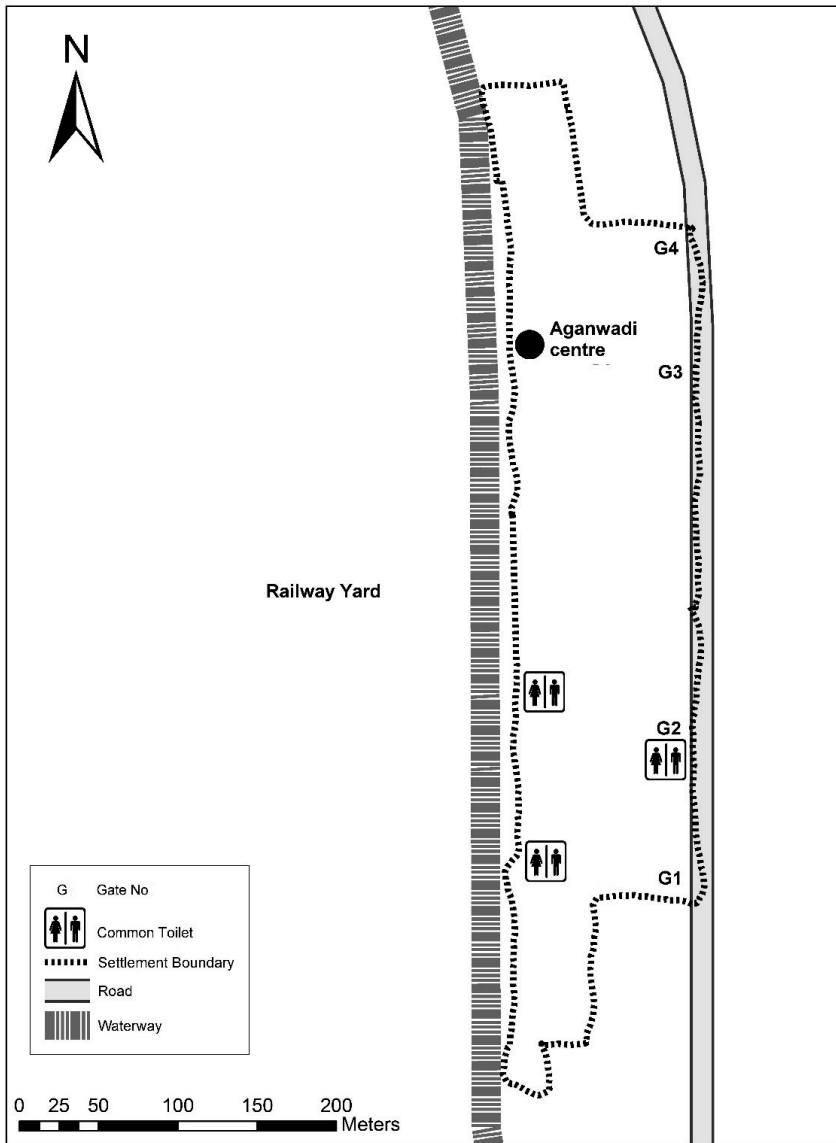 N
G4
Aganwadi
centre
G3
Railway Yard
G2
G1
G Gate No
Common Toilet
Settlement Boundary
Road
Waterway
0 25 50 100 150 200
Meters